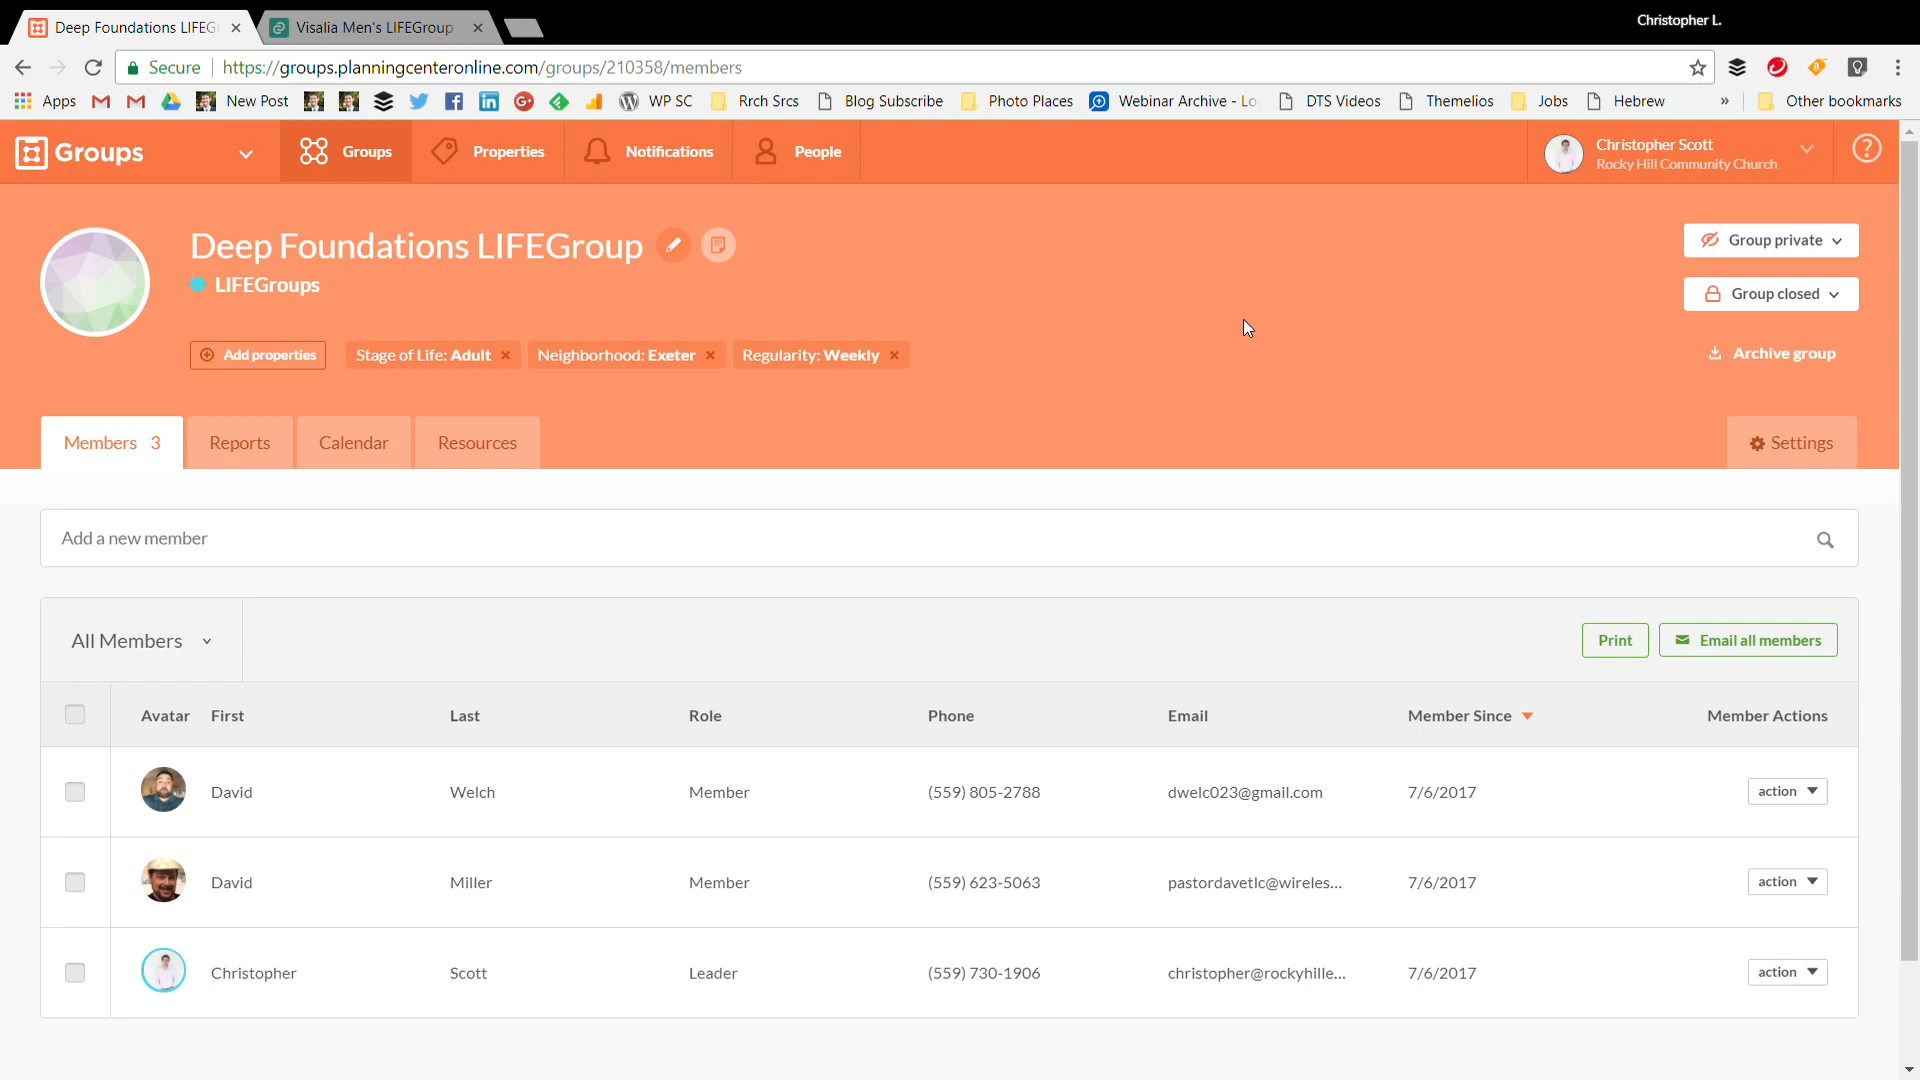 Christopher L.
Deep Foundations LIFEG
Visalia Men's LIFEGroup
Secure
https://groups.planningcenteronline.com/groups/210358/members
Apps New Post WP SC Rrch Srcs Blog Subscribe Photo Places Webinar Archive - Lo DTS Videos Themelios Jobs Hebrew » Other bookmarks
Groups Groups Properties Notifications People
Christopher Scott
Rocky Hill Community Church
?
Deep Foundations LIFEGroup
LIFEGroups
Group private
Group closed
Archive group
Add properties Stage of Life: Adult × Neighborhood: Exeter × Regularity: Weekly ×
Members 3 Reports Calendar Resources Settings
Add a new member
All Members
Print Email all members
Avatar First Last Role Phone Email Member Since Member Actions
David Welch Member (559) 805-2788 dwelc023@gmail.com 7/6/2017 action
David Miller Member (559) 623-5063 pastordavetlc@wireles... 7/6/2017 action
Christopher Scott Leader (559) 730-1906 christopher@rockyhille... 7/6/2017 action